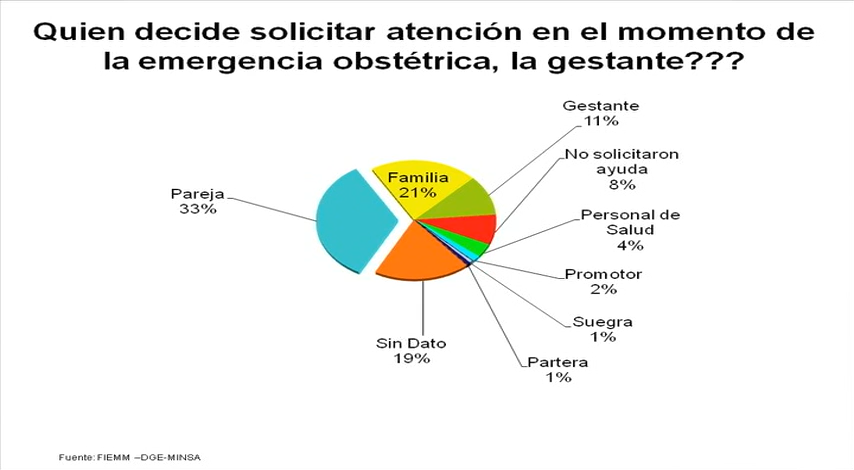 Quien decide solicitar atención en el momento de
la emergencia obstétrica, la gestante???
Gestante
11%
No solicitaron
ayuda
8%
Familia
21%
Pareja
33%
Personal de
Salud
4%
Promotor
2%
Suegra
1%
Sin Dato
19%
Partera
1%
Fuente: FIEMM –DGE-MINSA